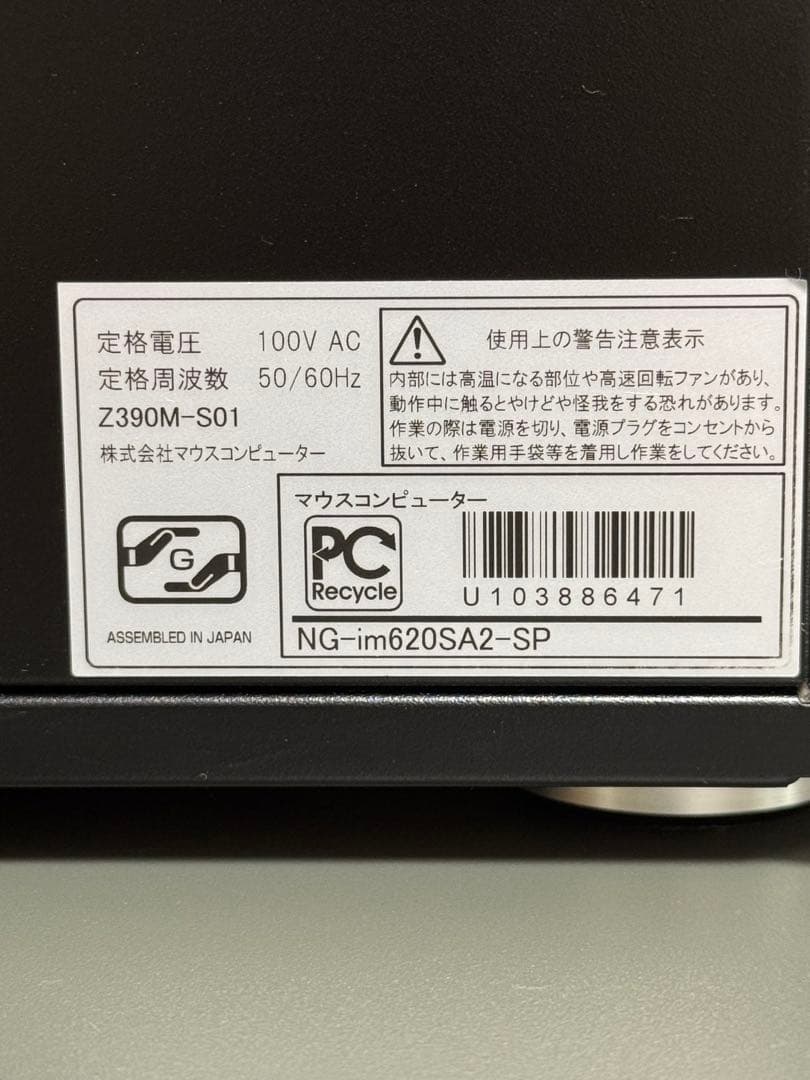 定格電圧 100V AC
定格周波数 50/60Hz
Z390M-S01
株式会社マウスコンピューター
使用上の警告注意表示
内部には高温になる部位や高速回転ファンがあり、
動作中に触るとやけどや怪我をする恐れがあります。
作業の際は電源を切り、電源プラグをコンセントから
抜いて、作業用手袋等を着用し作業をしてください。
G
ASSEMBLED IN JAPAN
マウスコンピューター
PC
Recycle
U103886471
NG-im620SA2-SP